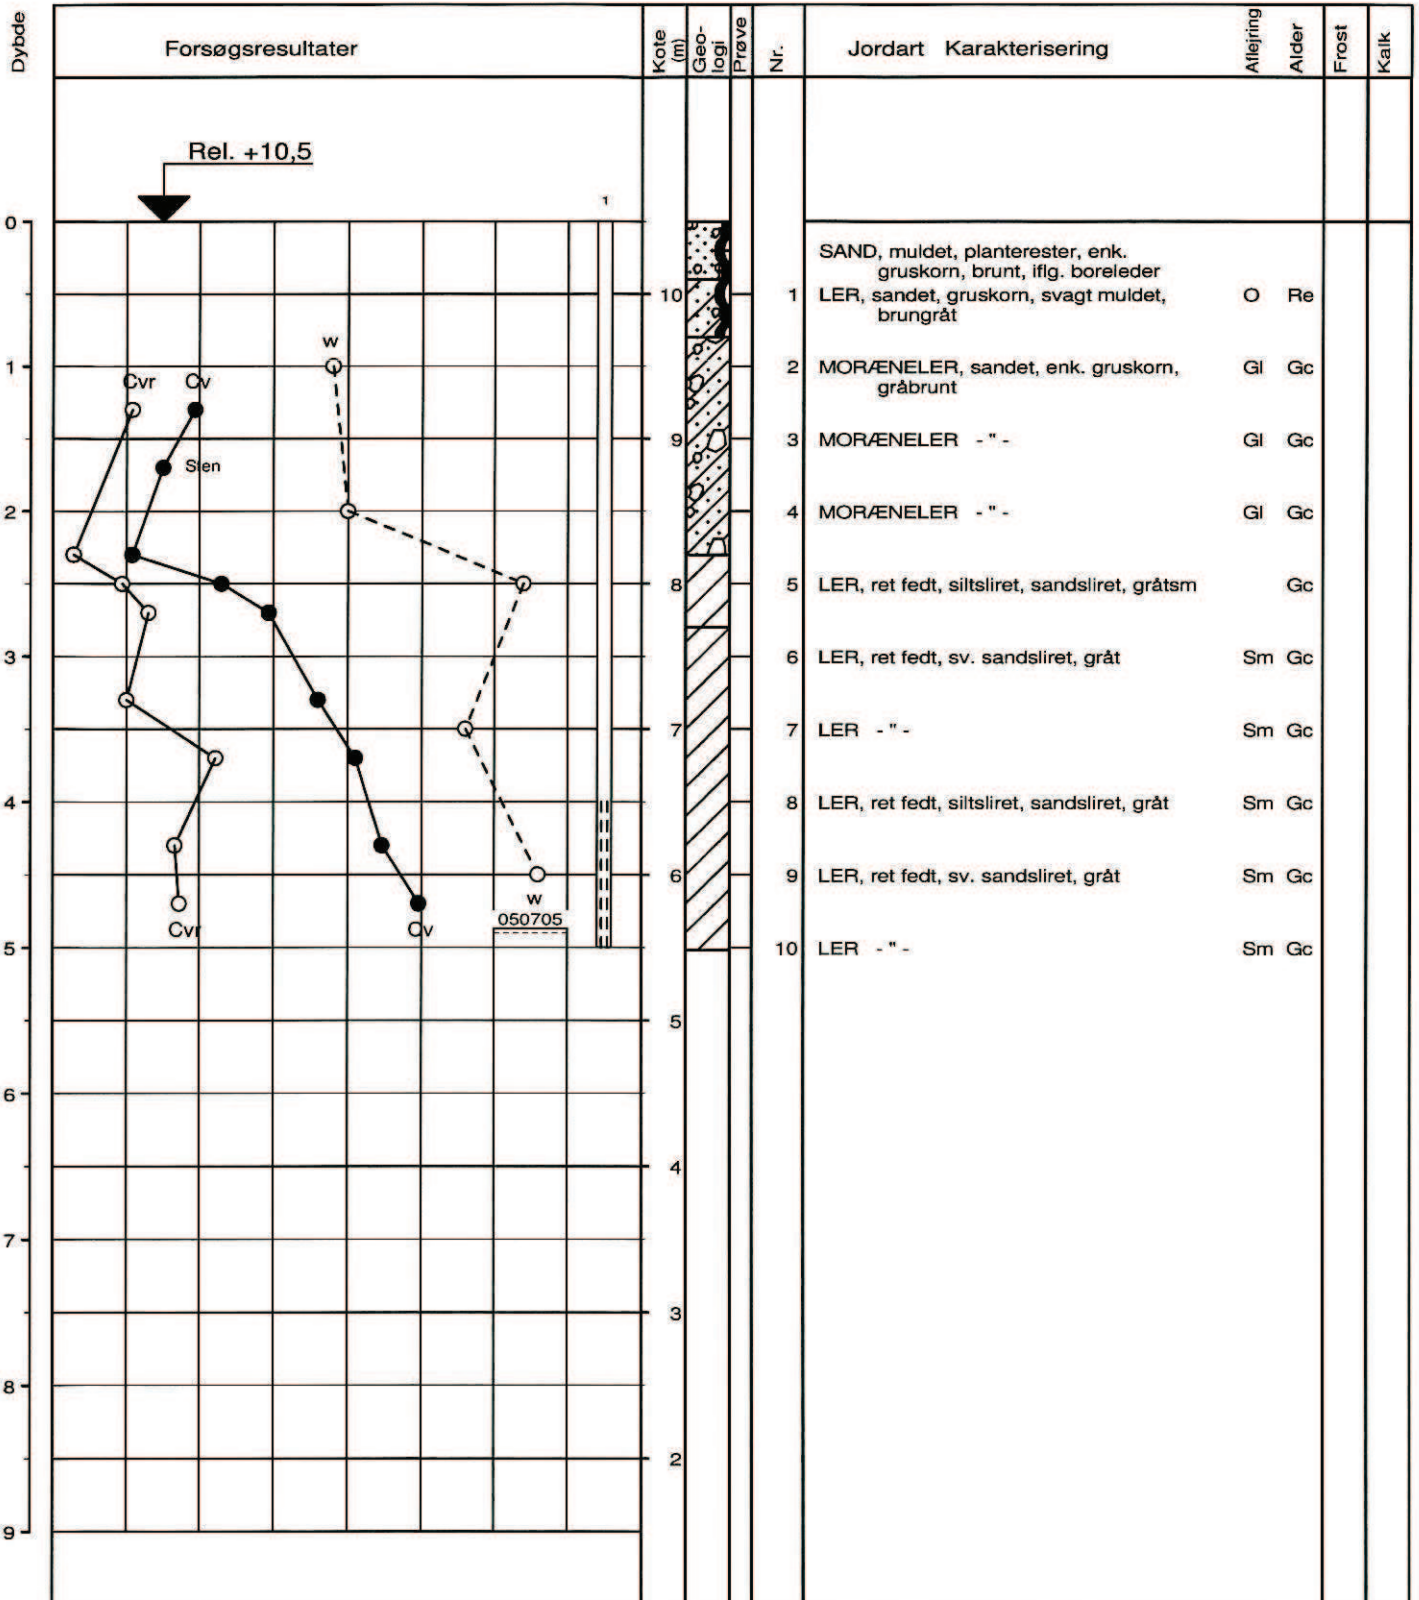 Dybde
Forsøgsresultater
Kote (m)
Geo-
logi
Prøve
Nr.
Jordart Karakterisering
Aflejring
Alder
Frost
Kalk
Rel. +10,5
1
0
SAND, muldet, planterester, enk.
gruskorn, brunt, iflg. boreleder
10 1 LER, sandet, gruskorn, svagt muldet, O Re
brungråt
w
1 2 MORÆNELER, sandet, enk. gruskorn, Gl Gc
gråbrunt
Cvr Cv
9 3 MORÆNELER - " - Gl Gc
Sten
2 4 MORÆNELER - " - Gl Gc
8 5 LER, ret fedt, siltsliret, sandsliret, gråtsm Gc
3 6 LER, ret fedt, sv. sandsliret, gråt Sm Gc
7 7 LER - " - Sm Gc
4 8 LER, ret fedt, siltsliret, sandsliret, gråt Sm Gc
6 9 LER, ret fedt, sv. sandsliret, gråt Sm Gc
w
050705
Cvr Cv
5 10 LER - " - Sm Gc
5
6
4
7
3
8
2
9